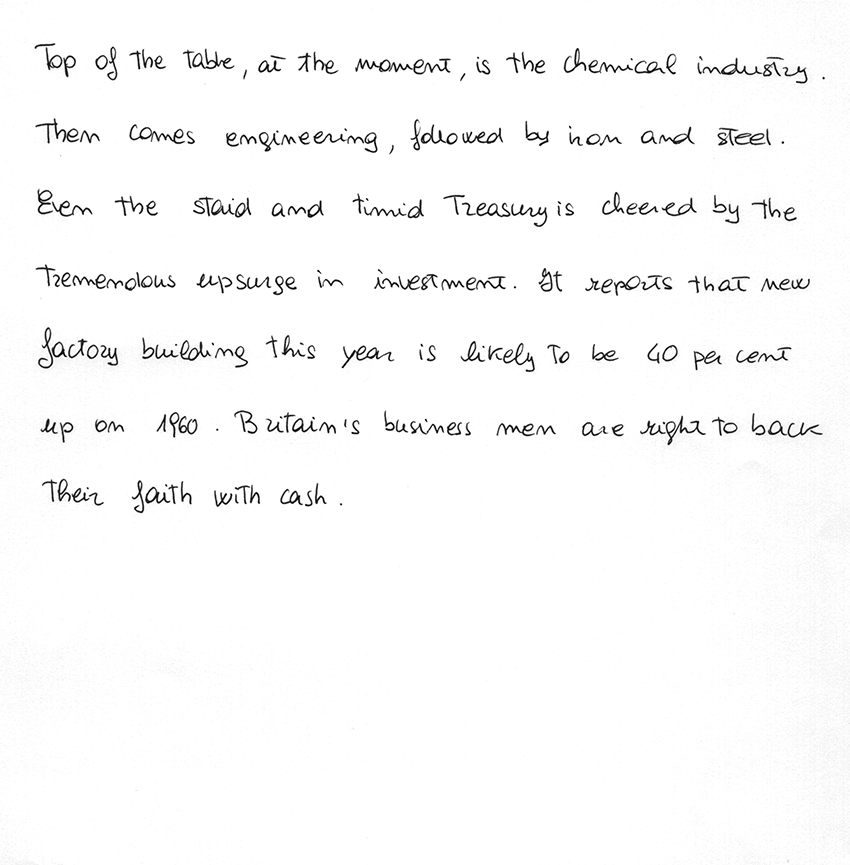 Top of the table, at the moment, is the chemical industry.
Then comes engineering, followed by iron and steel.
Even the staid and timid Treasury is cheered by the
tremendous upsurge in investment. It reports that new
factory building this year is likely to be 40 per cent
up on 1960. Britain's business men are right to back
their faith with cash.